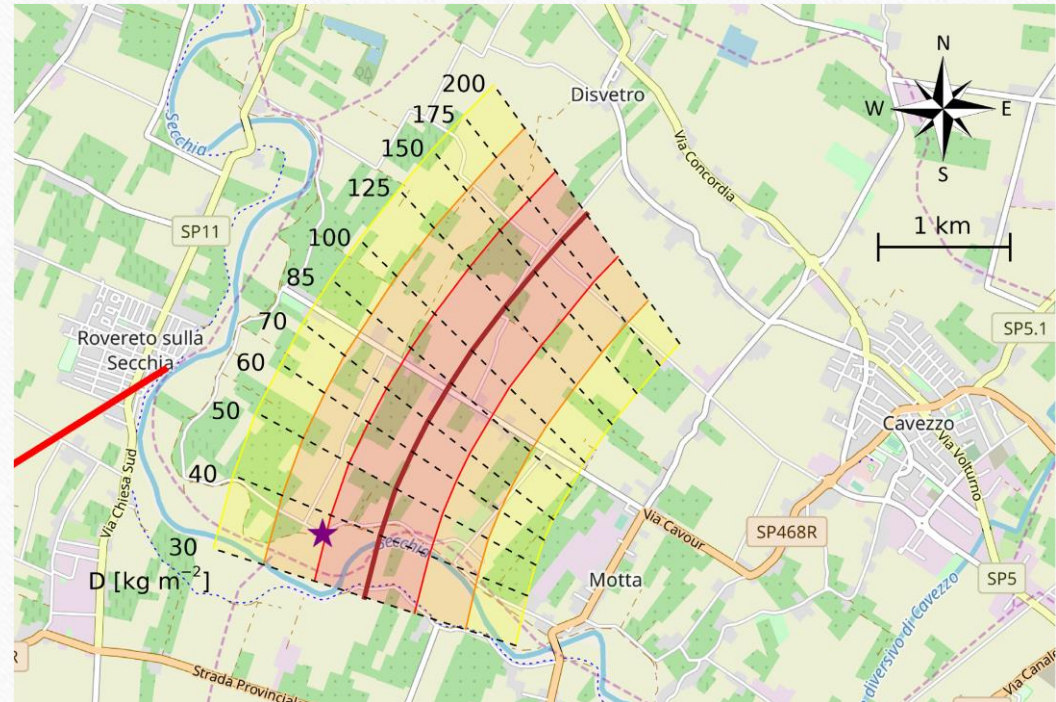 N
W
E
S
1 km
Disvetro
Via Concordia
Secchia
SP11
Rovereto sulla
Secchia
Via Chiesa Sud
200
175
150
125
100
85
70
60
50
40
30
D [kg m⁻²]
Secchia
SP5.1
Cavezzo
Via Volturno
Via Cavour
SP468R
SP5
Motta
diversivo di Cavezzo
Strada Provincial
Via Canale
R